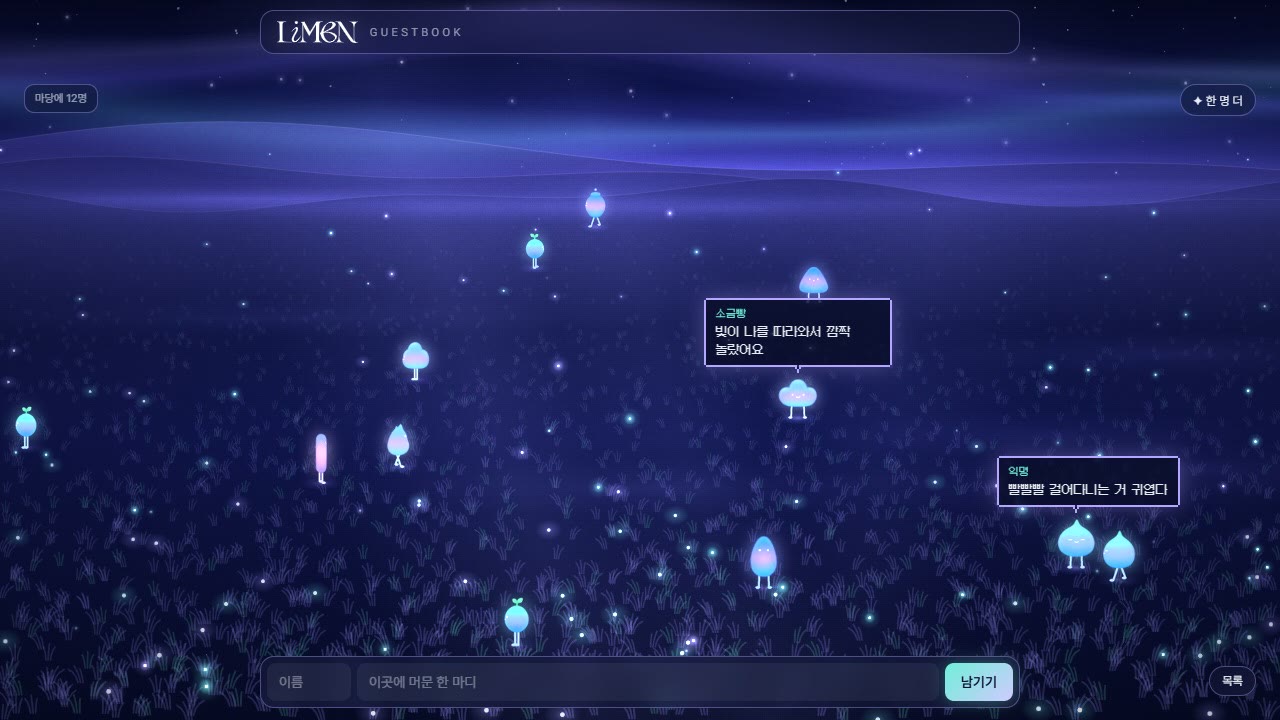 LiMEN GUESTBOOK
마당에 12명
✦ 한 명 더
소금빵
빛이 나를 따라와서 깜짝
놀랐어요
익명
빨빨빨 걸어다니는 거 귀엽다
이름
이곳에 머문 한 마디
남기기
목록